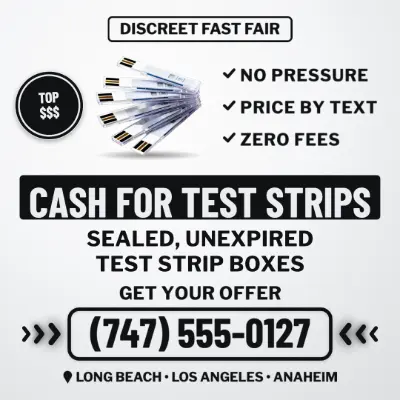 DISCREET FAST FAIR
TOP
$$$
NO PRESSURE
PRICE BY TEXT
ZERO FEES
CASH FOR TEST STRIPS
SEALED, UNEXPIRED
TEST STRIP BOXES
GET YOUR OFFER
(747) 555-0127
LONG BEACH • LOS ANGELES • ANAHEIM